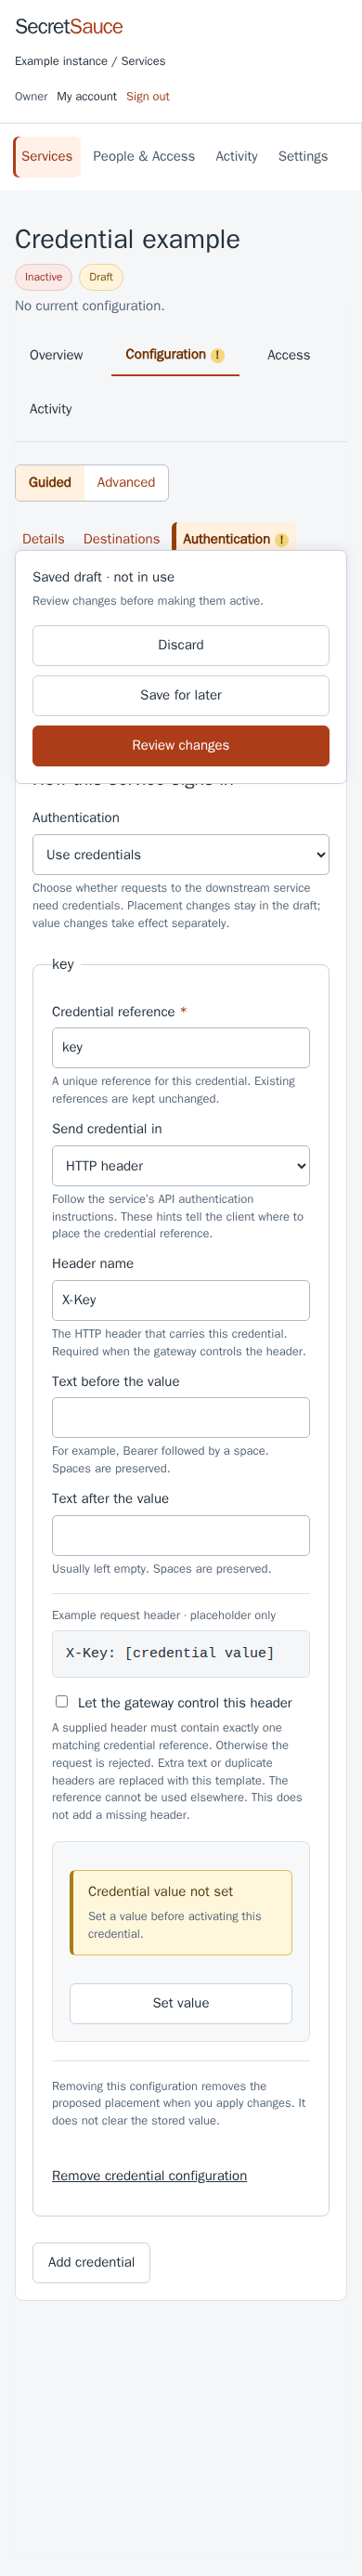 SecretSauce
Example instance / Services
Owner My account Sign out
Services People & Access Activity Settings
Credential example
Inactive Draft
No current configuration.
Overview Configuration ! Access
Activity
Guided Advanced
Details Destinations Authentication !
Saved draft · not in use
Review changes before making them active.
Discard
Save for later
Review changes
Authentication
Use credentials
Choose whether requests to the downstream service
need credentials. Placement changes stay in the draft;
value changes take effect separately.
key
Credential reference *
key
A unique reference for this credential. Existing
references are kept unchanged.
Send credential in
HTTP header
Follow the service's API authentication
instructions. These hints tell the client where to
place the credential reference.
Header name
X-Key
The HTTP header that carries this credential.
Required when the gateway controls the header.
Text before the value
For example, Bearer followed by a space.
Spaces are preserved.
Text after the value
Usually left empty. Spaces are preserved.
Example request header · placeholder only
X-Key: [credential value]
Let the gateway control this header
A supplied header must contain exactly one
matching credential reference. Otherwise the
request is rejected. Extra text or duplicate
headers are replaced with this template. The
reference cannot be used elsewhere. This does
not add a missing header.
Credential value not set
Set a value before activating this
credential.
Set value
Removing this configuration removes the
proposed placement when you apply changes. It
does not clear the stored value.
Remove credential configuration
Add credential